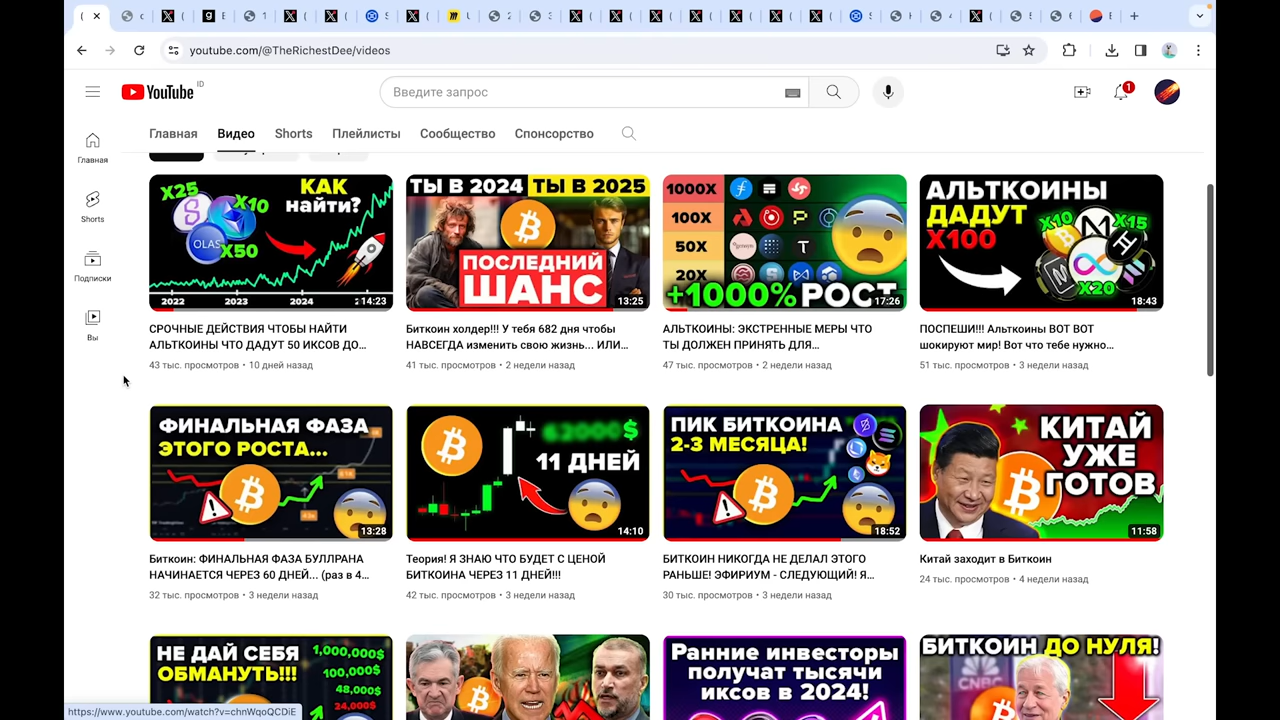 youtube.com/@TheRichestDee/videos
YouTube
ID
Введите запрос
1
Главная
Видео
Shorts
Плейлисты
Сообщество
Спонсорство
Главная
Shorts
Подписки
Вы
X25
X10
КАК
найти?
OLAS
X50
2022
2023
2024
14:23
СРОЧНЫЕ ДЕЙСТВИЯ ЧТОБЫ НАЙТИ
АЛЬТКОИНЫ ЧТО ДАДУТ 50 ИКСОВ ДО...
43 тыс. просмотров • 10 дней назад
ТЫ В 2024
ТЫ В 2025
ПОСЛЕДНИЙ
ШАНС
13:25
Биткоин холдер!!! У тебя 682 дня чтобы
НАВСЕГДА изменить свою жизнь... ИЛИ...
41 тыс. просмотров • 2 недели назад
1000X
100X
50X
20X
+1000% РОСТ
17:26
АЛЬТКОИНЫ: ЭКСТРЕННЫЕ МЕРЫ ЧТО
ТЫ ДОЛЖЕН ПРИНЯТЬ ДЛЯ...
47 тыс. просмотров • 2 недели назад
АЛЬТКОИНЫ
ДАДУТ
X100
X10
X15
X20
18:43
ПОСПЕШИ!!! Альткоины ВОТ ВОТ
шокируют мир! Вот что тебе нужно...
51 тыс. просмотров • 3 недели назад
ФИНАЛЬНАЯ ФАЗА
ЭТОГО РОСТА...
13:28
Биткоин: ФИНАЛЬНАЯ ФАЗА БУЛЛРАНА
НАЧИНАЕТСЯ ЧЕРЕЗ 60 ДНЕЙ... (раз в 4...
32 тыс. просмотров • 3 недели назад
$
11 ДНЕЙ
14:10
Теория! Я ЗНАЮ ЧТО БУДЕТ С ЦЕНОЙ
БИТКОИНА ЧЕРЕЗ 11 ДНЕЙ!!!
42 тыс. просмотров • 3 недели назад
ПИК БИТКОИНА
2-3 МЕСЯЦА!
18:52
БИТКОИН НИКОГДА НЕ ДЕЛАЛ ЭТОГО
РАНЬШЕ! ЭФИРИУМ - СЛЕДУЮЩИЙ! Я...
30 тыс. просмотров • 3 недели назад
КИТАЙ
УЖЕ
ГОТОВ
11:58
Китай заходит в Биткоин
24 тыс. просмотров • 4 недели назад
НЕ ДАЙ СЕБЯ
ОБМАНУТЬ!!!
1,000,000$
100,000$
48,000$
24,000$
Ранние инвесторы
получат тысячи
иксов в 2024!
БИТКОИН ДО НУЛЯ!
CNBC
https://www.youtube.com/watch?v=chnWqoQCDiE